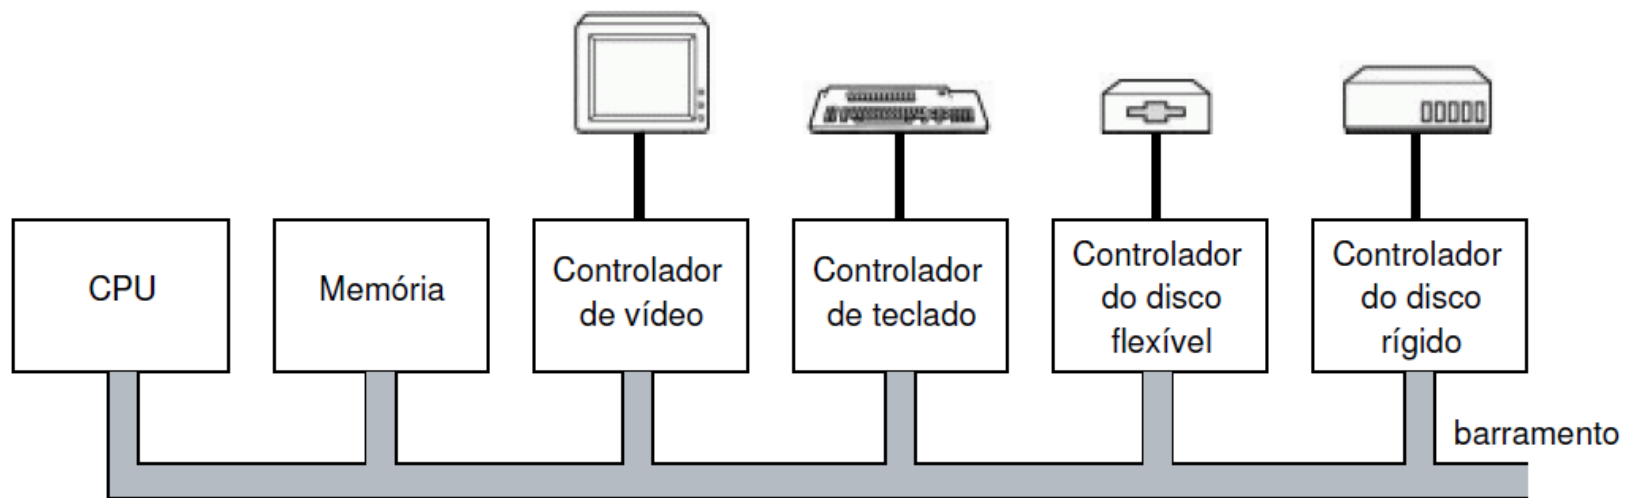 CPU
Memória
Controlador
de vídeo
Controlador
de teclado
Controlador
do disco
flexível
Controlador
do disco
rígido
barramento